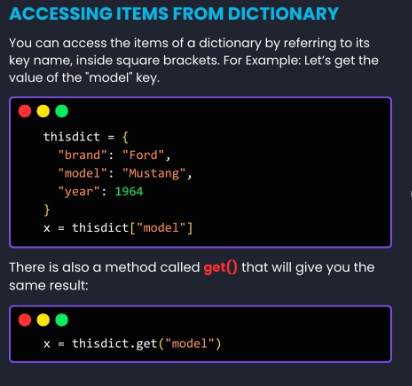 ACCESSING ITEMS FROM DICTIONARY
You can access the items of a dictionary by referring to its
key name, inside square brackets. For Example: Let's get the
value of the "model" key.
thisdict = {
  "brand": "Ford",
  "model": "Mustang",
  "year": 1964
}
x = thisdict["model"]
There is also a method called get() that will give you the
same result:
x = thisdict.get("model")